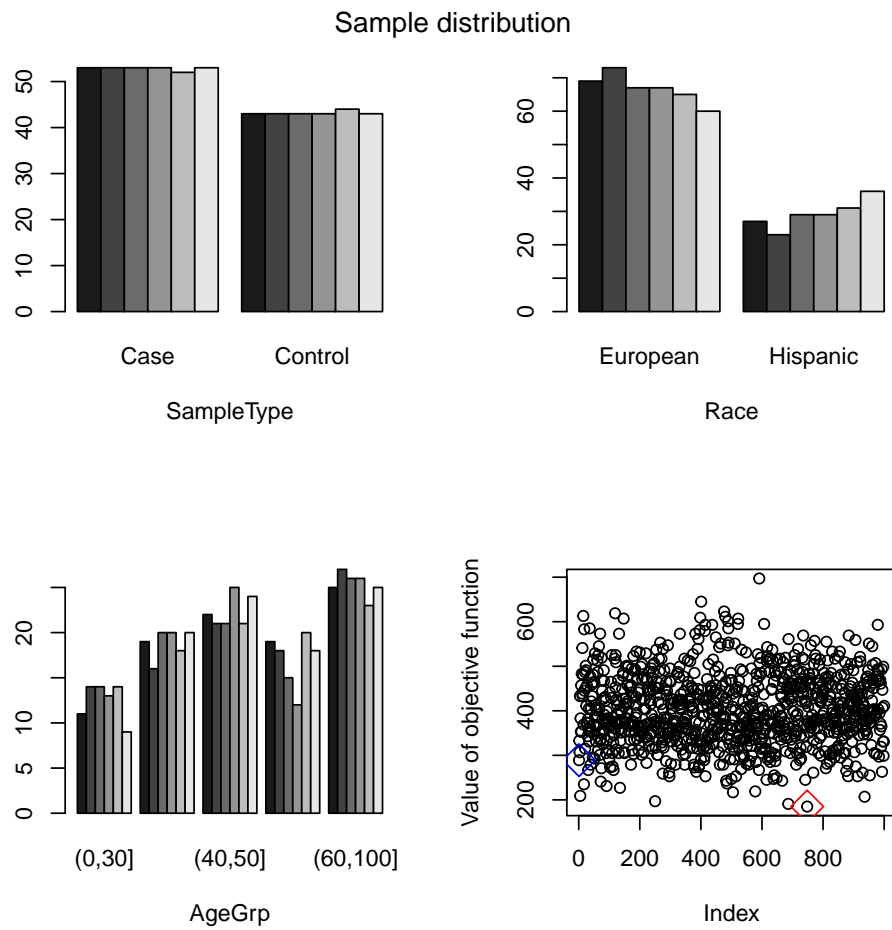 Sample distribution
0 10 20 30 40 50
Case Control
SampleType
0 20 40 60
European Hispanic
Race
0 5 10 20
(0,30] (40,50] (60,100]
AgeGrp
Value of objective function
200 400 600
0 200 400 600 800
Index